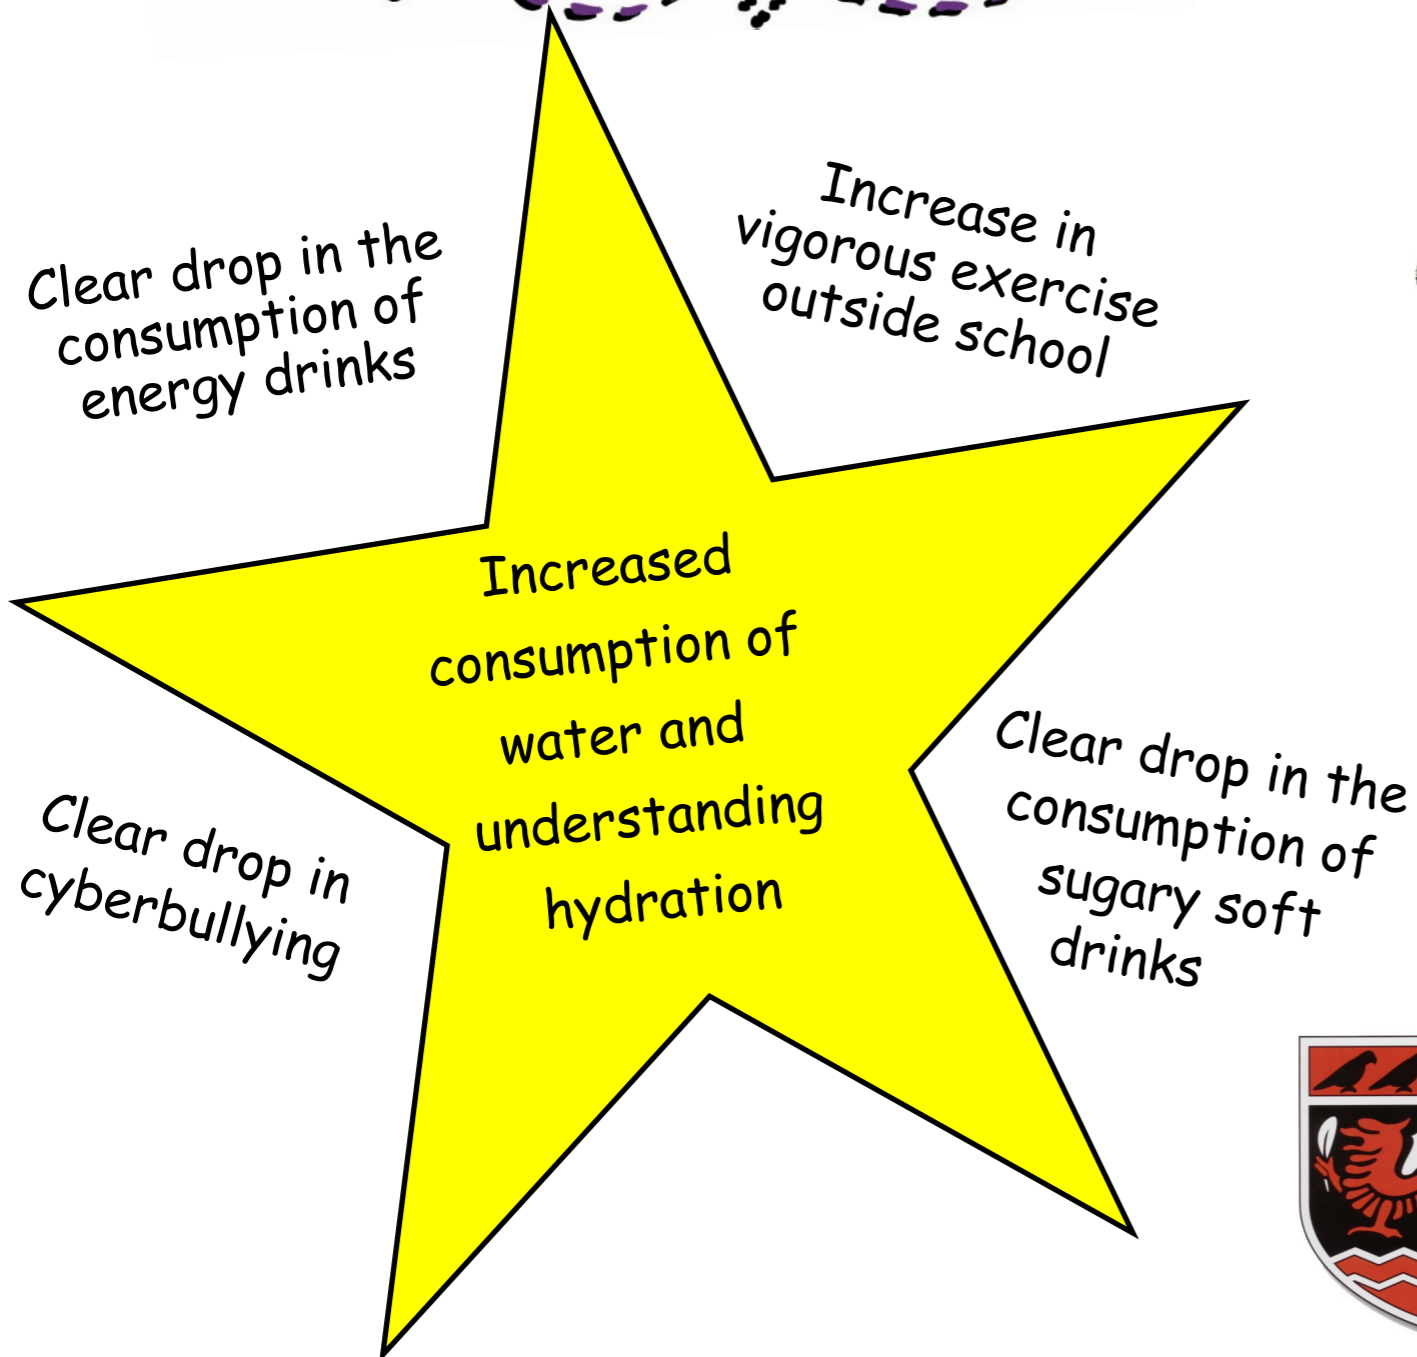 Clear drop in the
consumption of
energy drinks
Increase in
vigorous exercise
outside school
Increased
consumption of
water and
understanding
hydration
Clear drop in
cyberbullying
Clear drop in the
consumption of
sugary soft
drinks